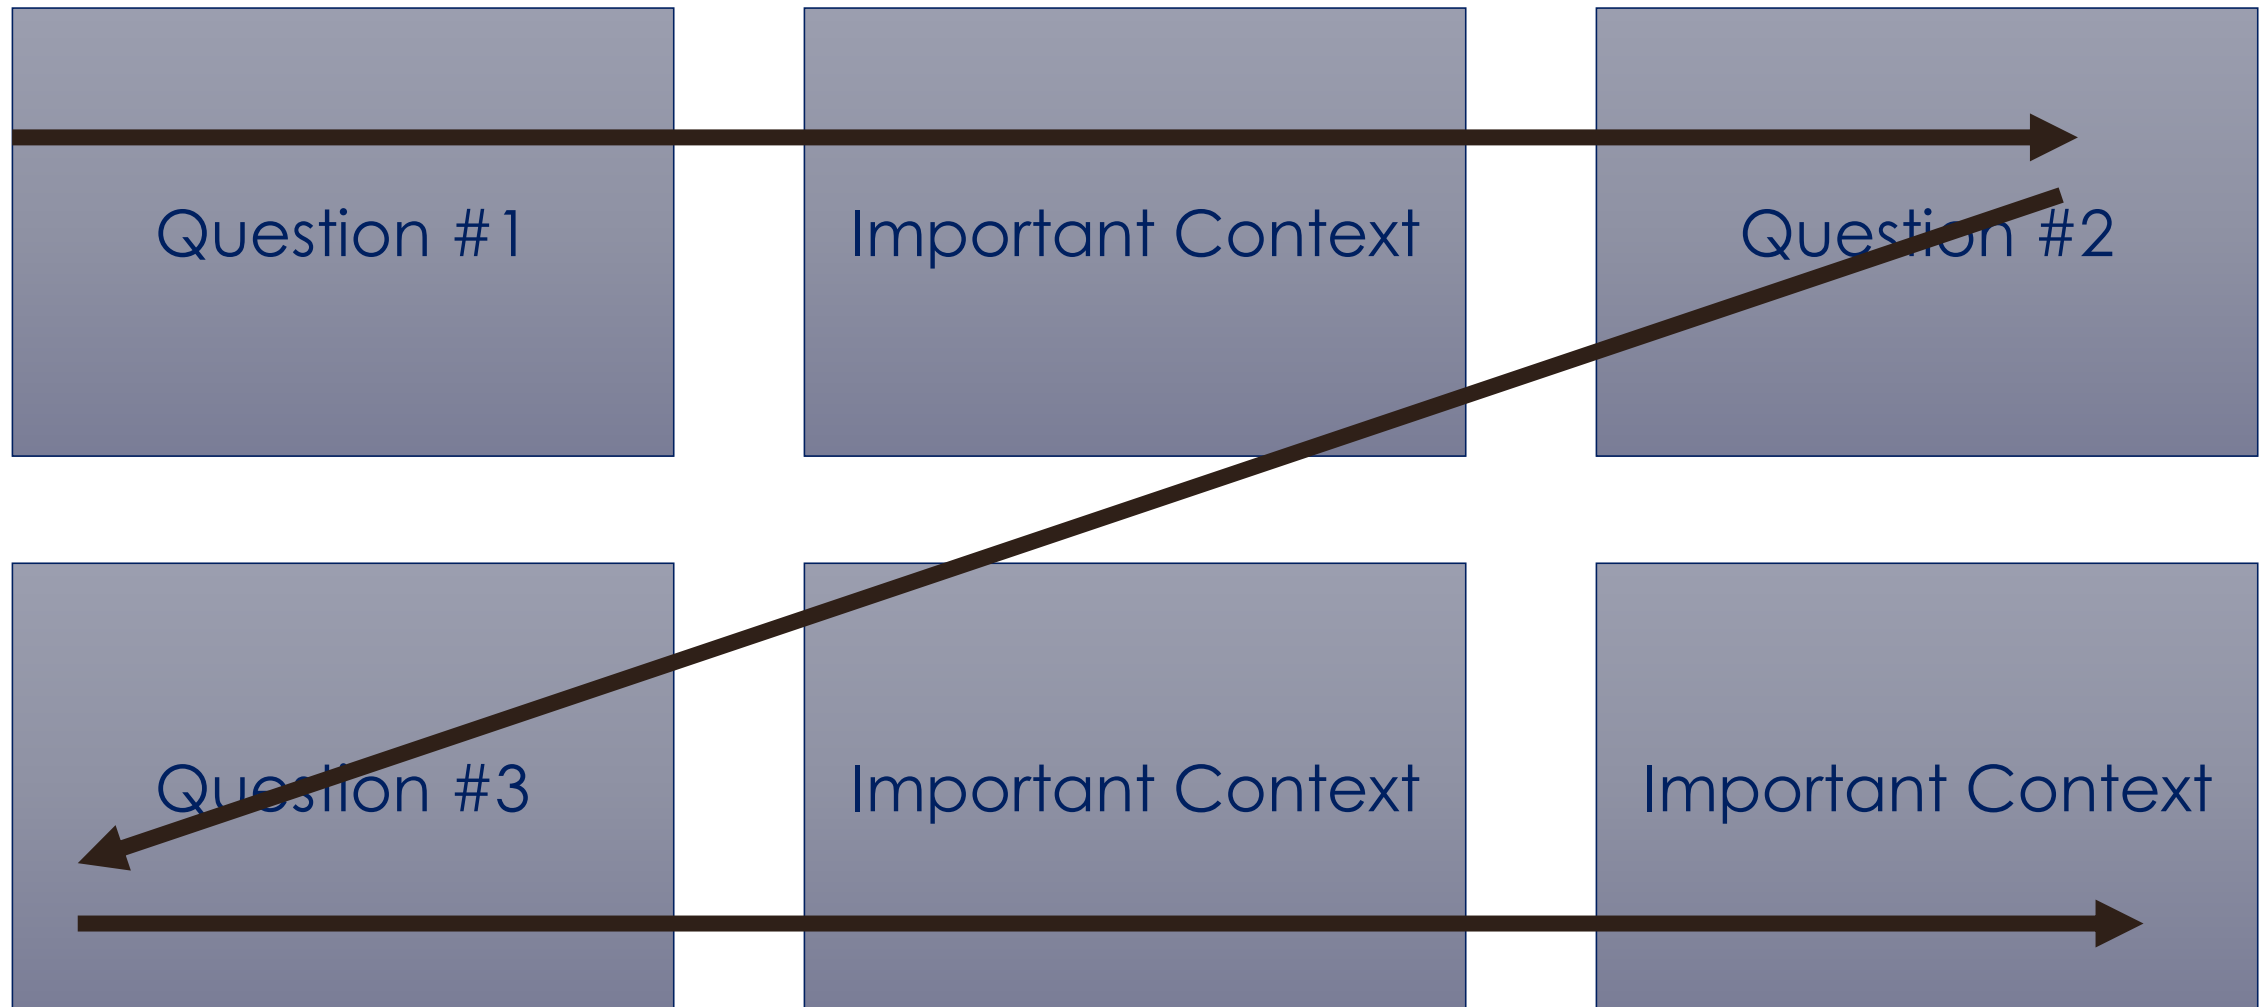 Question #1
Important Context
Question #2
Question #3
Important Context
Important Context